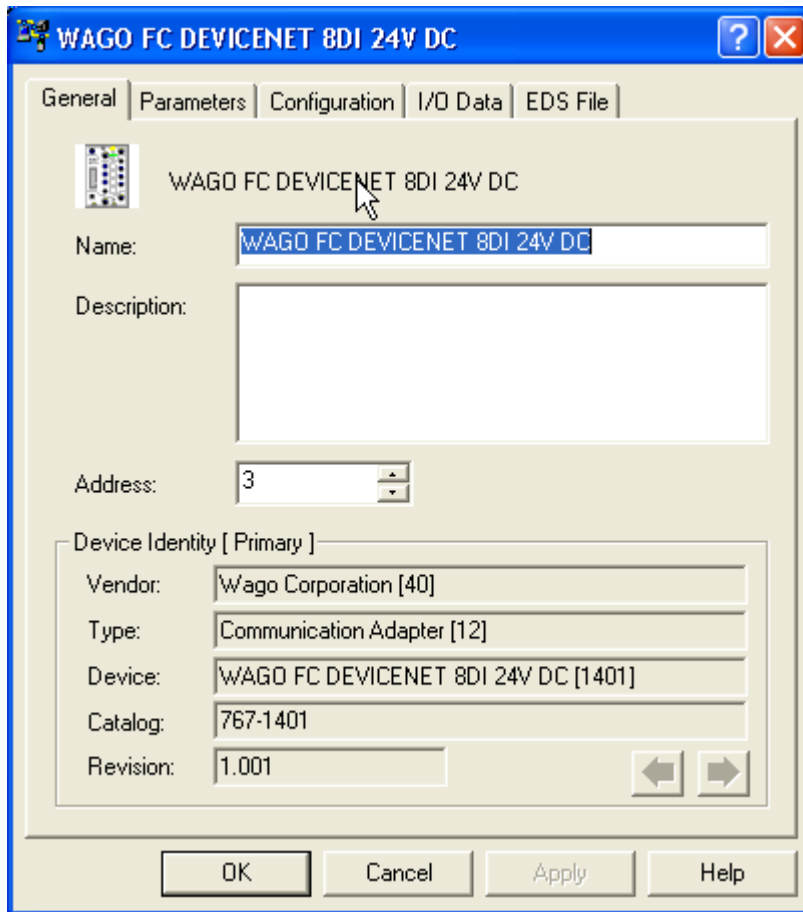 WAGO FC DEVICENET 8DI 24V DC
General Parameters Configuration I/O Data EDS File
WAGO FC DEVICENET 8DI 24V DC
Name: WAGO FC DEVICENET 8DI 24V DC
Description:
Address: 3
Device Identity [ Primary ]
Vendor: Wago Corporation [40]
Type: Communication Adapter [12]
Device: WAGO FC DEVICENET 8DI 24V DC [1401]
Catalog: 767-1401
Revision: 1.001
OK Cancel Apply Help